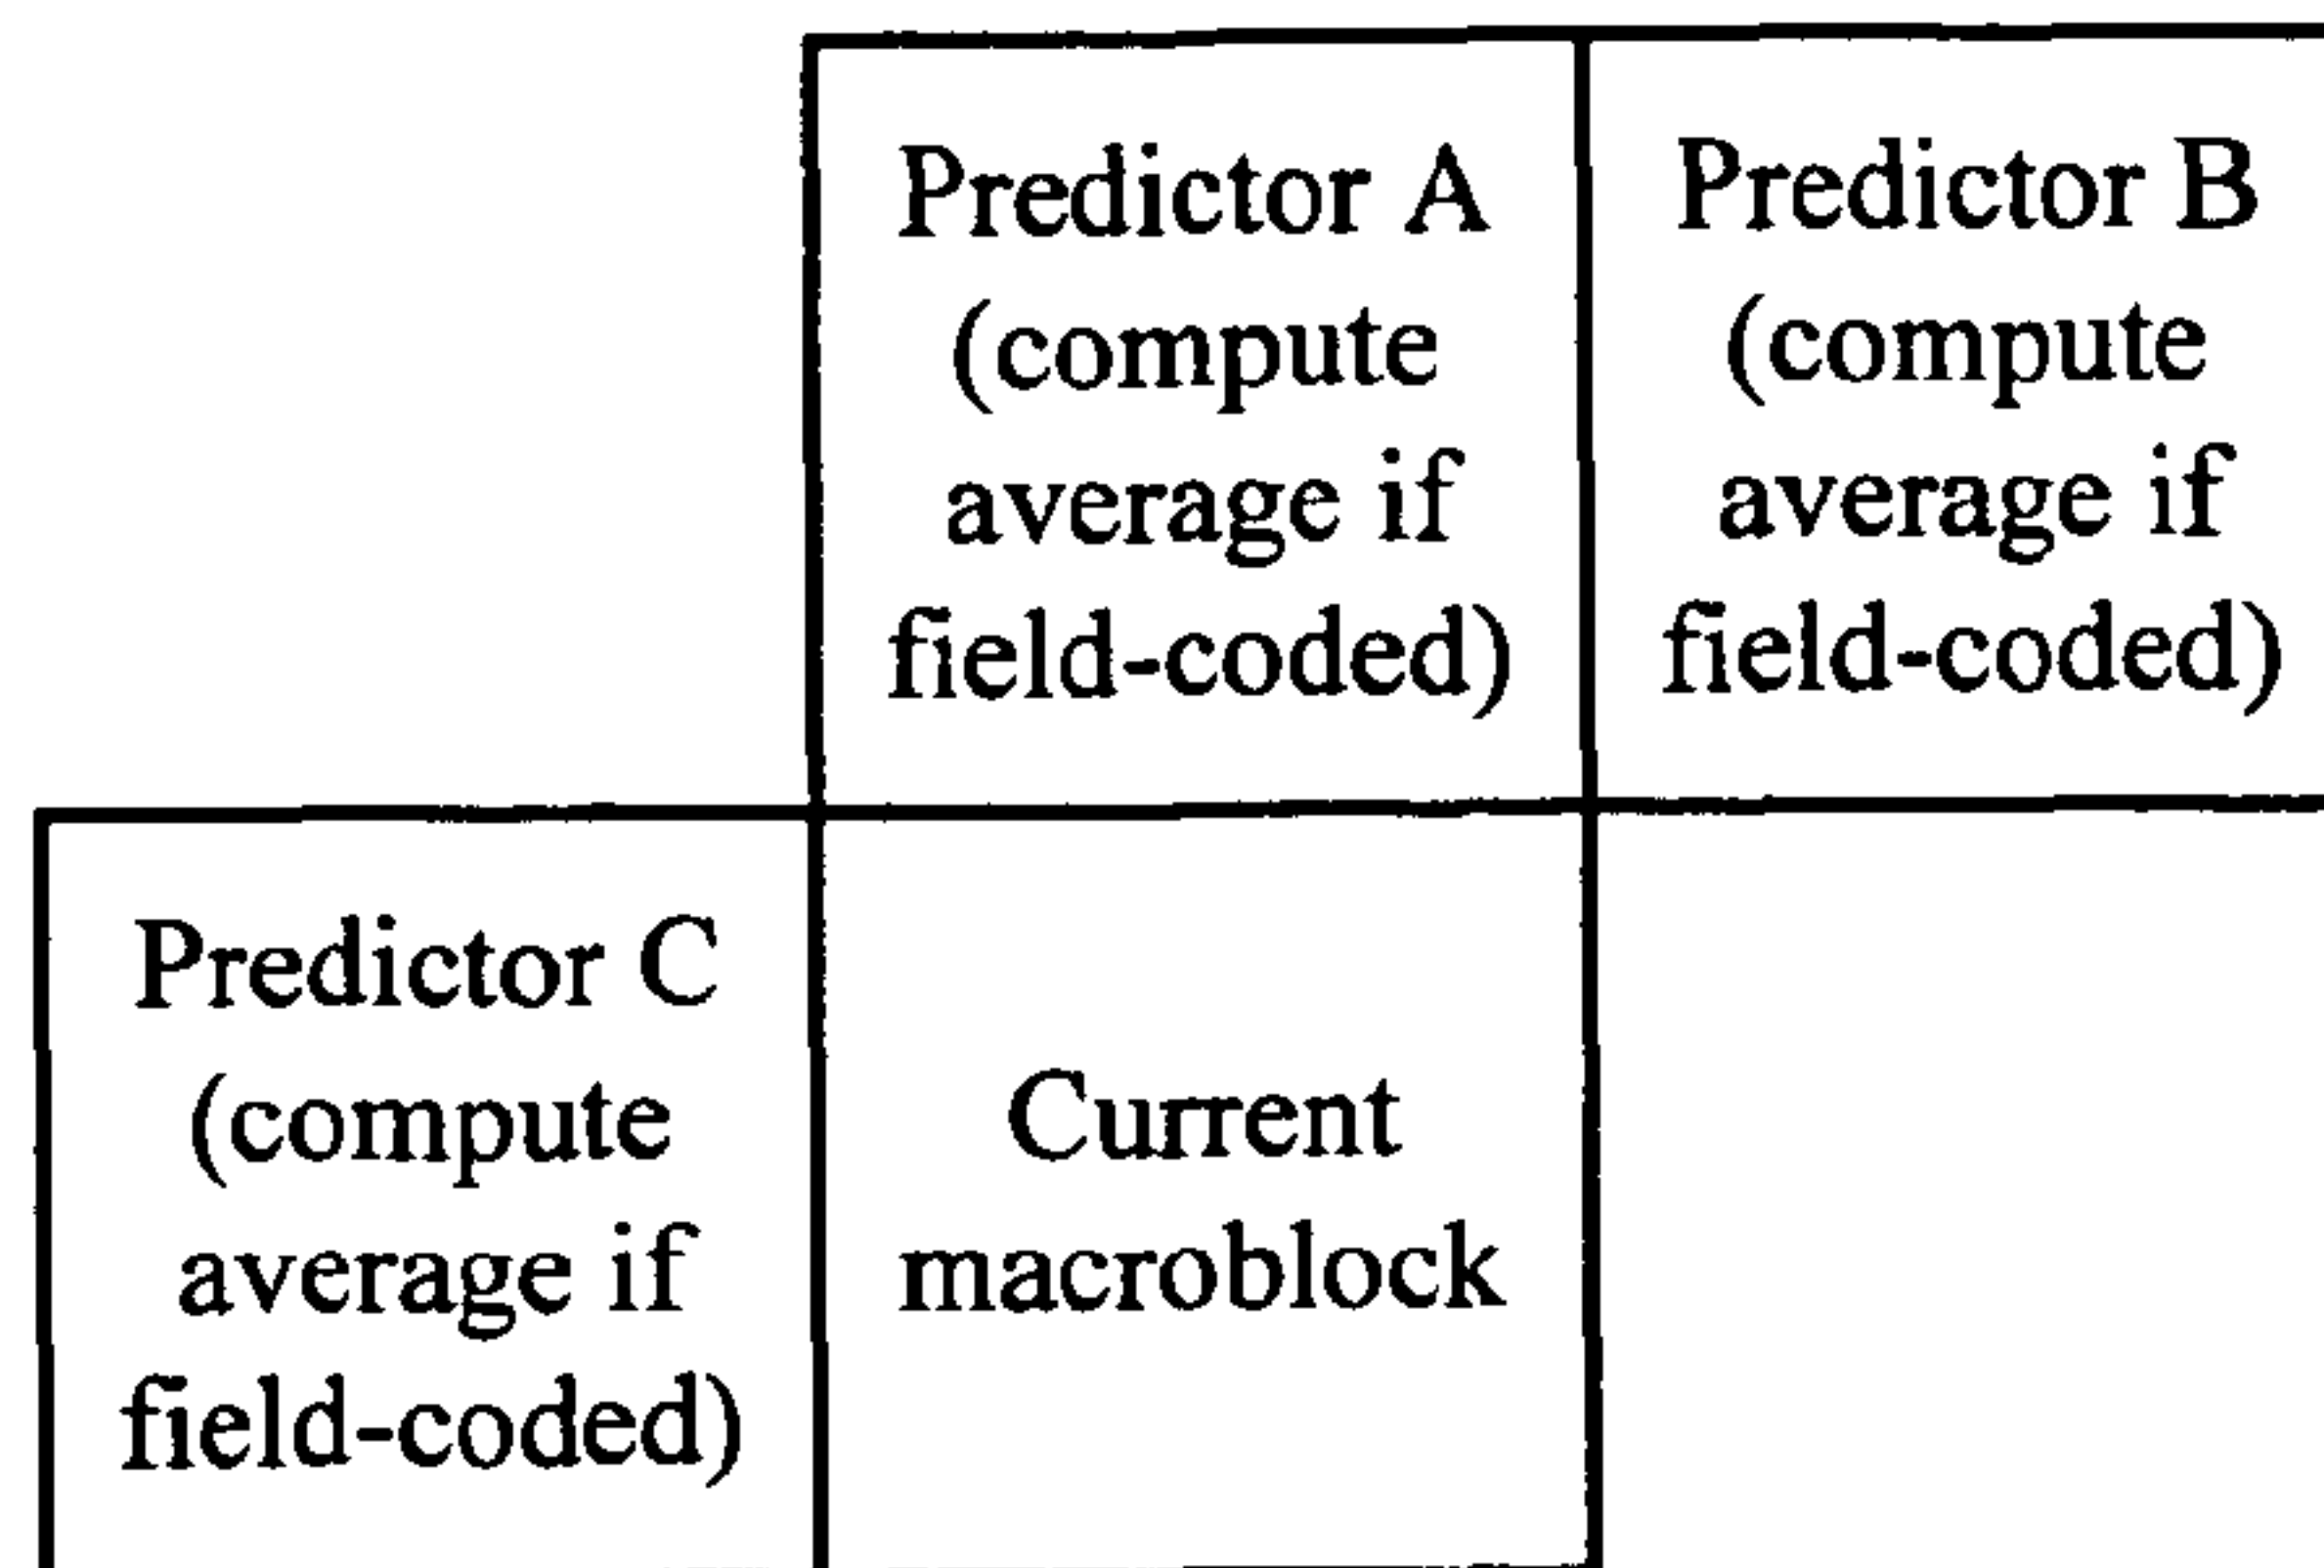 Predictor A
(compute
average if
field-coded)
Predictor B
(compute
average if
field-coded)
Predictor C
(compute
average if
field-coded)
Current
macroblock